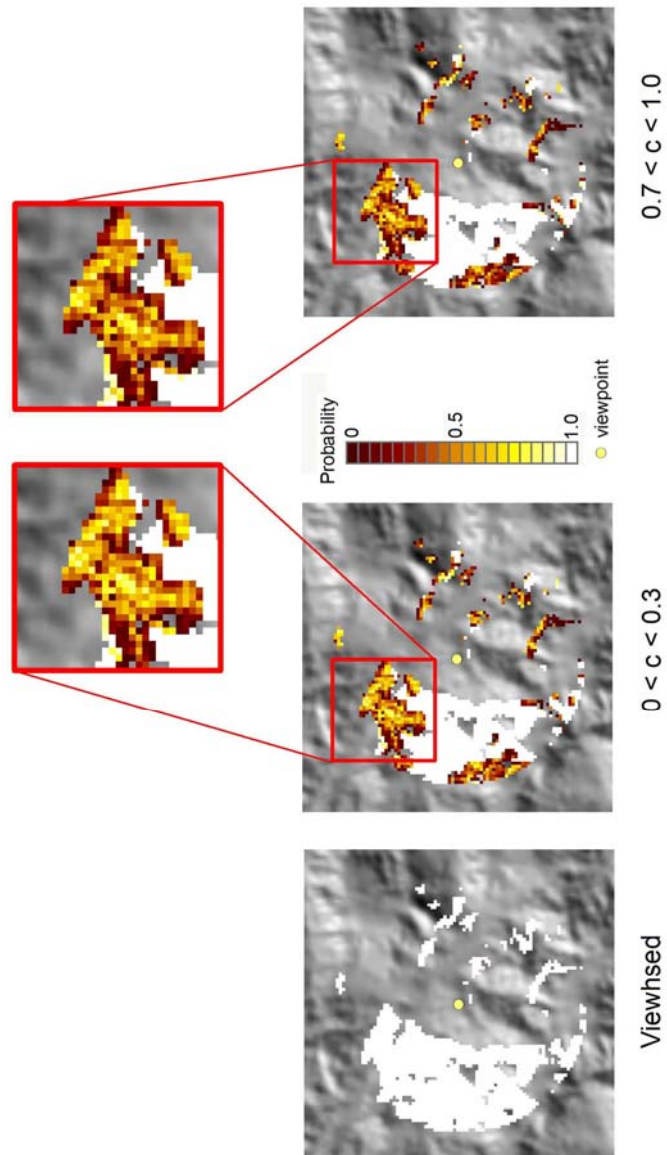 Probability
0
0.5
1.0
viewpoint
Viewhsed
0 < c < 0.3
0.7 < c < 1.0